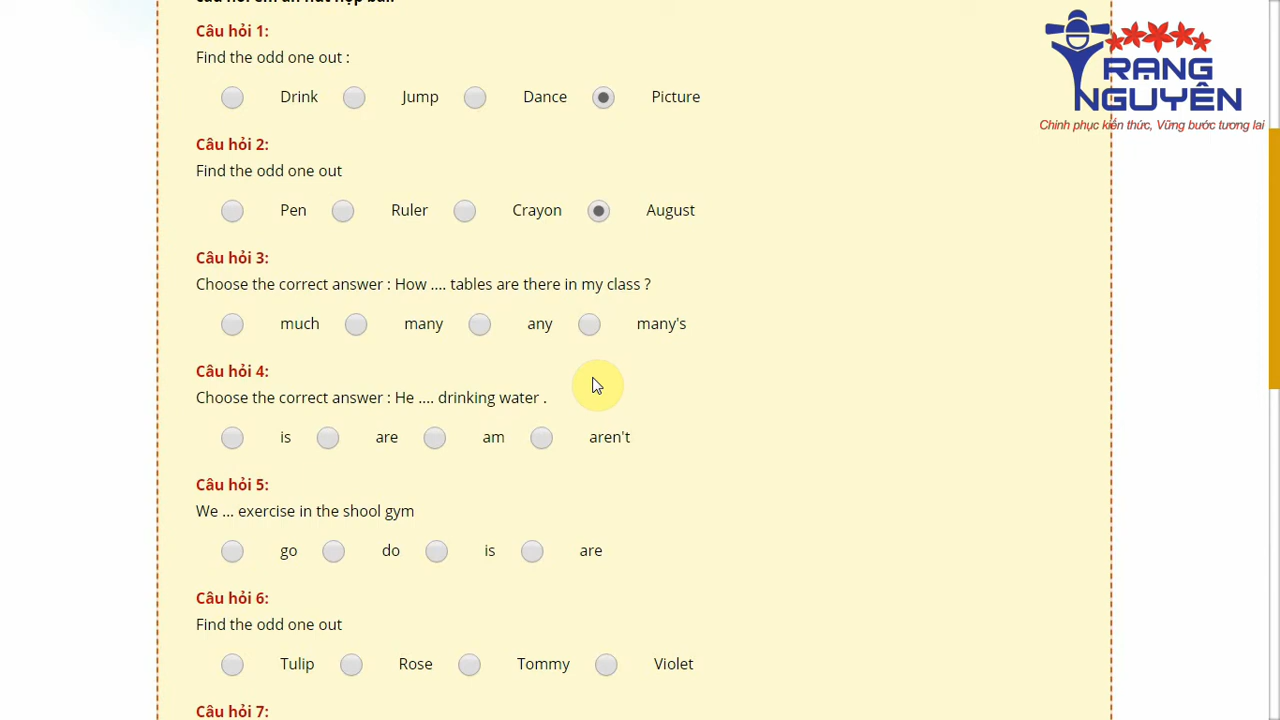 Câu hỏi 1:
Find the odd one out :
Drink Jump Dance Picture
Câu hỏi 2:
Find the odd one out
Pen Ruler Crayon August
Câu hỏi 3:
Choose the correct answer : How .... tables are there in my class ?
much many any many's
Câu hỏi 4:
Choose the correct answer : He .... drinking water .
is are am aren't
Câu hỏi 5:
We ... exercise in the shool gym
go do is are
Câu hỏi 6:
Find the odd one out
Tulip Rose Tommy Violet
Câu hỏi 7:
TRẠNG
NGUYÊN
Chinh phục kiến thức, Vững bước tương lai